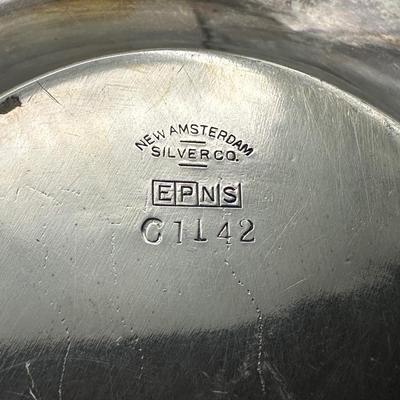 NEW AMSTERDAM
SILVER CO.
EPNS
C1142